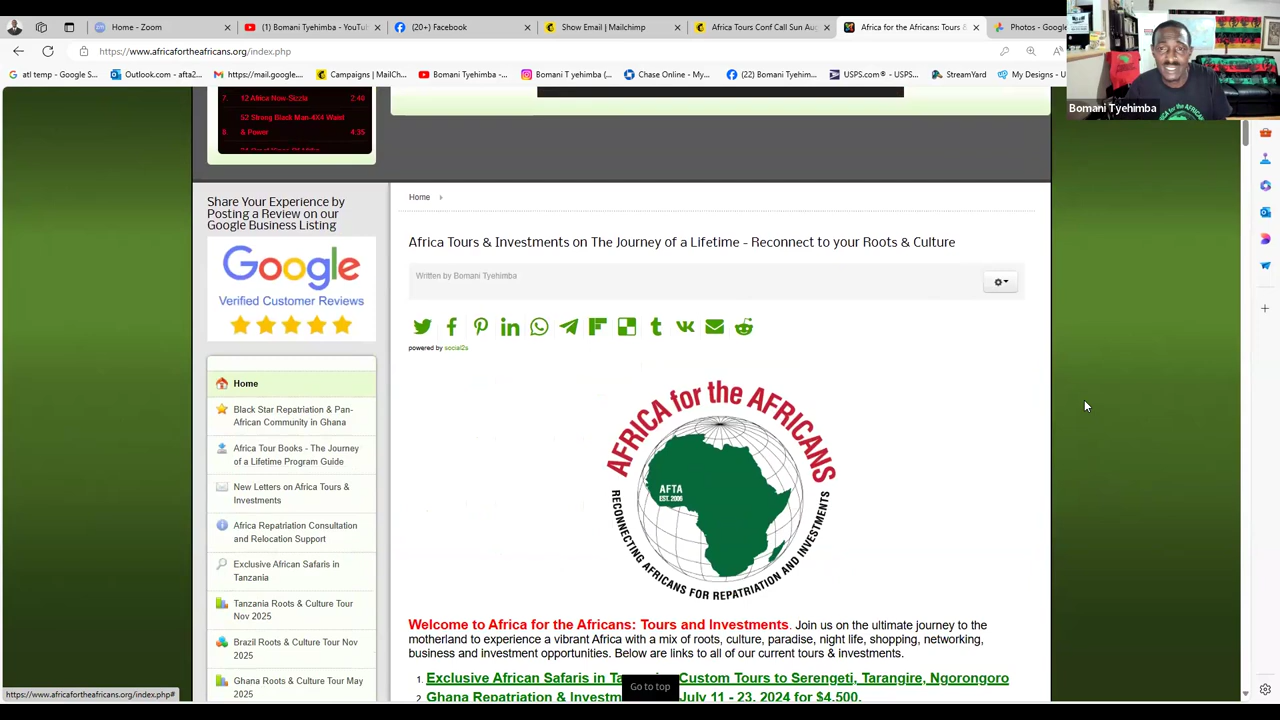 Home - Zoom
(1) Bomani Tyehimba - YouTu
(20+) Facebook
Show Email | Mailchimp
Africa Tours Conf Call Sun Au
Africa for the Africans: Tours &
Photos - Google
https://www.africafortheafricans.org/index.php
atl temp - Google S...
Outlook.com - afta2...
https://mail.google....
Campaigns | MailCh...
Bomani Tyehimba -...
Bomani T yehimba (...
Chase Online - My...
(22) Bomani Tyehim...
USPS.com® - USPS...
StreamYard
My Designs -
Bomani Tyehimba
7. 12 Africa Now-Sizzla 2:40
52 Strong Black Man-4X4 Waist
8. & Power 4:35
Share Your Experience by
Posting a Review on our
Google Business Listing
Google
Verified Customer Reviews
Home
Black Star Repatriation & Pan-
African Community in Ghana
Africa Tour Books - The Journey
of a Lifetime Program Guide
New Letters on Africa Tours &
Investments
Africa Repatriation Consultation
and Relocation Support
Exclusive African Safaris in
Tanzania
Tanzania Roots & Culture Tour
Nov 2025
Brazil Roots & Culture Tour Nov
2025
Ghana Roots & Culture Tour May
2025
Home ›
Africa Tours & Investments on The Journey of a Lifetime - Reconnect to your Roots & Culture
Written by Bomani Tyehimba
powered by social2s
AFRICA for the AFRICANS
AFTA
EST. 2006
RECONNECTING AFRICANS FOR REPATRIATION AND INVESTMENTS
Welcome to Africa for the Africans: Tours and Investments. Join us on the ultimate journey to the
motherland to experience a vibrant Africa with a mix of roots, culture, paradise, night life, shopping, networking,
business and investment opportunities. Below are links to all of our current tours & investments.
1. Exclusive African Safaris in Custom Tours to Serengeti, Tarangire, Ngorongoro
2. Ghana Repatriation & July 11 - 23, 2024 for $4,500.
Go to top
https://www.africafortheafricans.org/index.php#